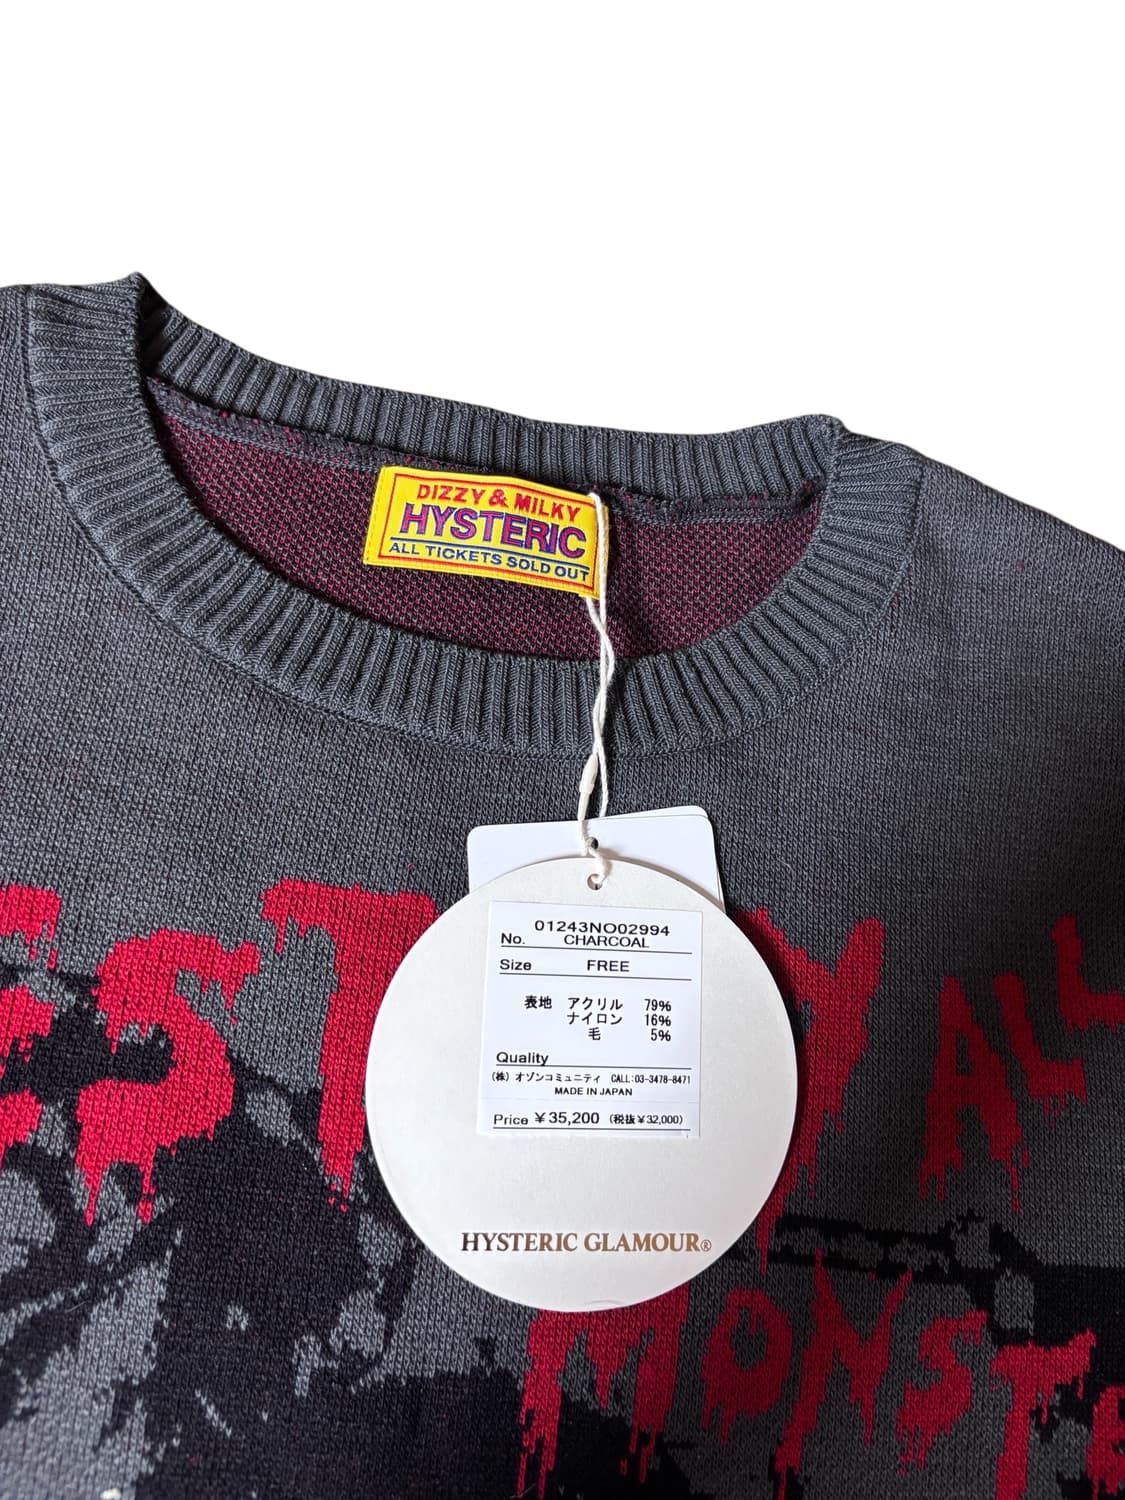 DIZZY & MILKY
HYSTERIC
ALL TICKETS SOLD OUT
01243NO02994
No. CHARCOAL
Size FREE
表地 アクリル 79%
ナイロン 16%
毛 5%
Quality
(株) オゾンコミュニティ CALL:03-3478-8471
MADE IN JAPAN
Price ¥35,200 (税抜¥32,000)
HYSTERIC GLAMOUR®
ALL
MONST